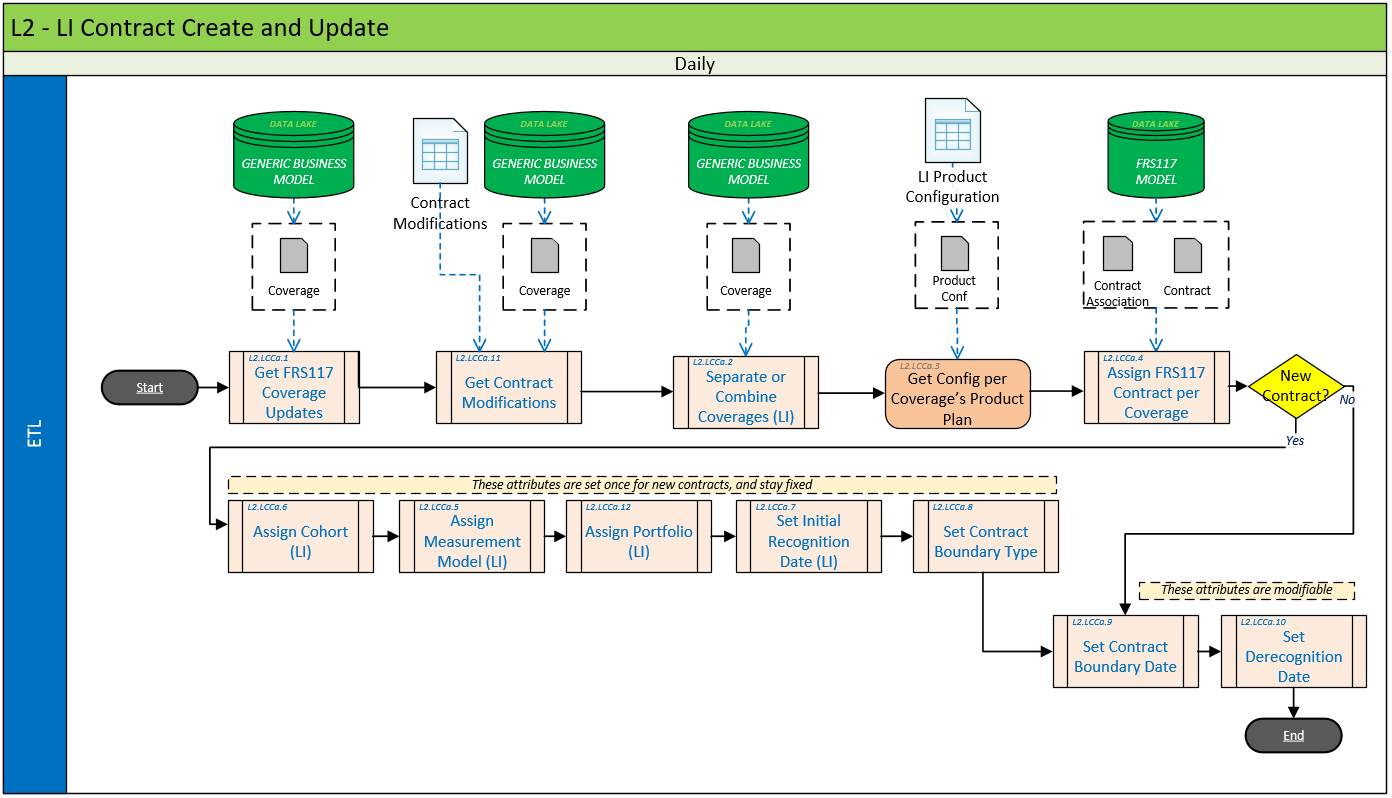 L2 - LI Contract Create and Update
Daily
ETL
DATA LAKE
GENERIC BUSINESS
MODEL
Coverage
Contract
Modifications
DATA LAKE
GENERIC BUSINESS
MODEL
Coverage
DATA LAKE
GENERIC BUSINESS
MODEL
Coverage
LI Product
Configuration
Product
Conf
DATA LAKE
FRS117
MODEL
Contract
Association
Contract
Start
L2.LCCa.1
Get FRS117
Coverage
Updates
L2.LCCa.11
Get Contract
Modifications
L2.LCCa.2
Separate or
Combine
Coverages (LI)
L2.LCCa.3
Get Config per
Coverage's Product
Plan
L2.LCCa.4
Assign FRS117
Contract per
Coverage
New
Contract?
No
Yes
These attributes are set once for new contracts, and stay fixed
L2.LCCa.6
Assign Cohort
(LI)
L2.LCCa.5
Assign
Measurement
Model (LI)
L2.LCCa.12
Assign Portfolio
(LI)
L2.LCCa.7
Set Initial
Recognition
Date (LI)
L2.LCCa.8
Set Contract
Boundary Type
These attributes are modifiable
L2.LCCa.9
Set Contract
Boundary Date
L2.LCCa.10
Set
Derecognition
Date
End